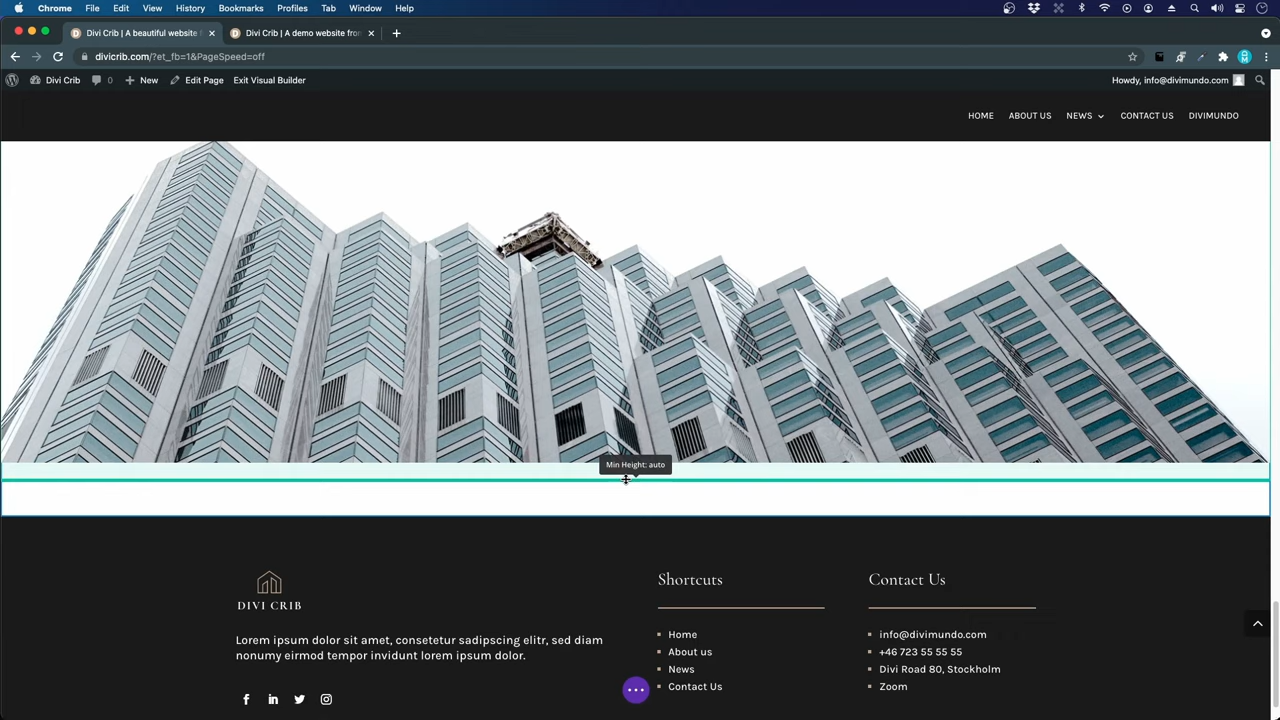 Chrome File Edit View History Bookmarks Profiles Tab Window Help
Divi Crib | A beautiful website
Divi Crib | A demo website from
divicrib.com/?et_fb=1&PageSpeed=off
Divi Crib 0 New Edit Page Exit Visual Builder
Howdy, info@divimundo.com
HOME ABOUT US NEWS CONTACT US DIVIMUNDO
Min Height: auto
DIVI CRIB
Lorem ipsum dolor sit amet, consetetur sadipscing elitr, sed diam
nonumy eirmod tempor invidunt lorem ipsum dolor.
Shortcuts
Home
About us
News
Contact Us
Contact Us
info@divimundo.com
+46 723 55 55 55
Divi Road 80, Stockholm
Zoom